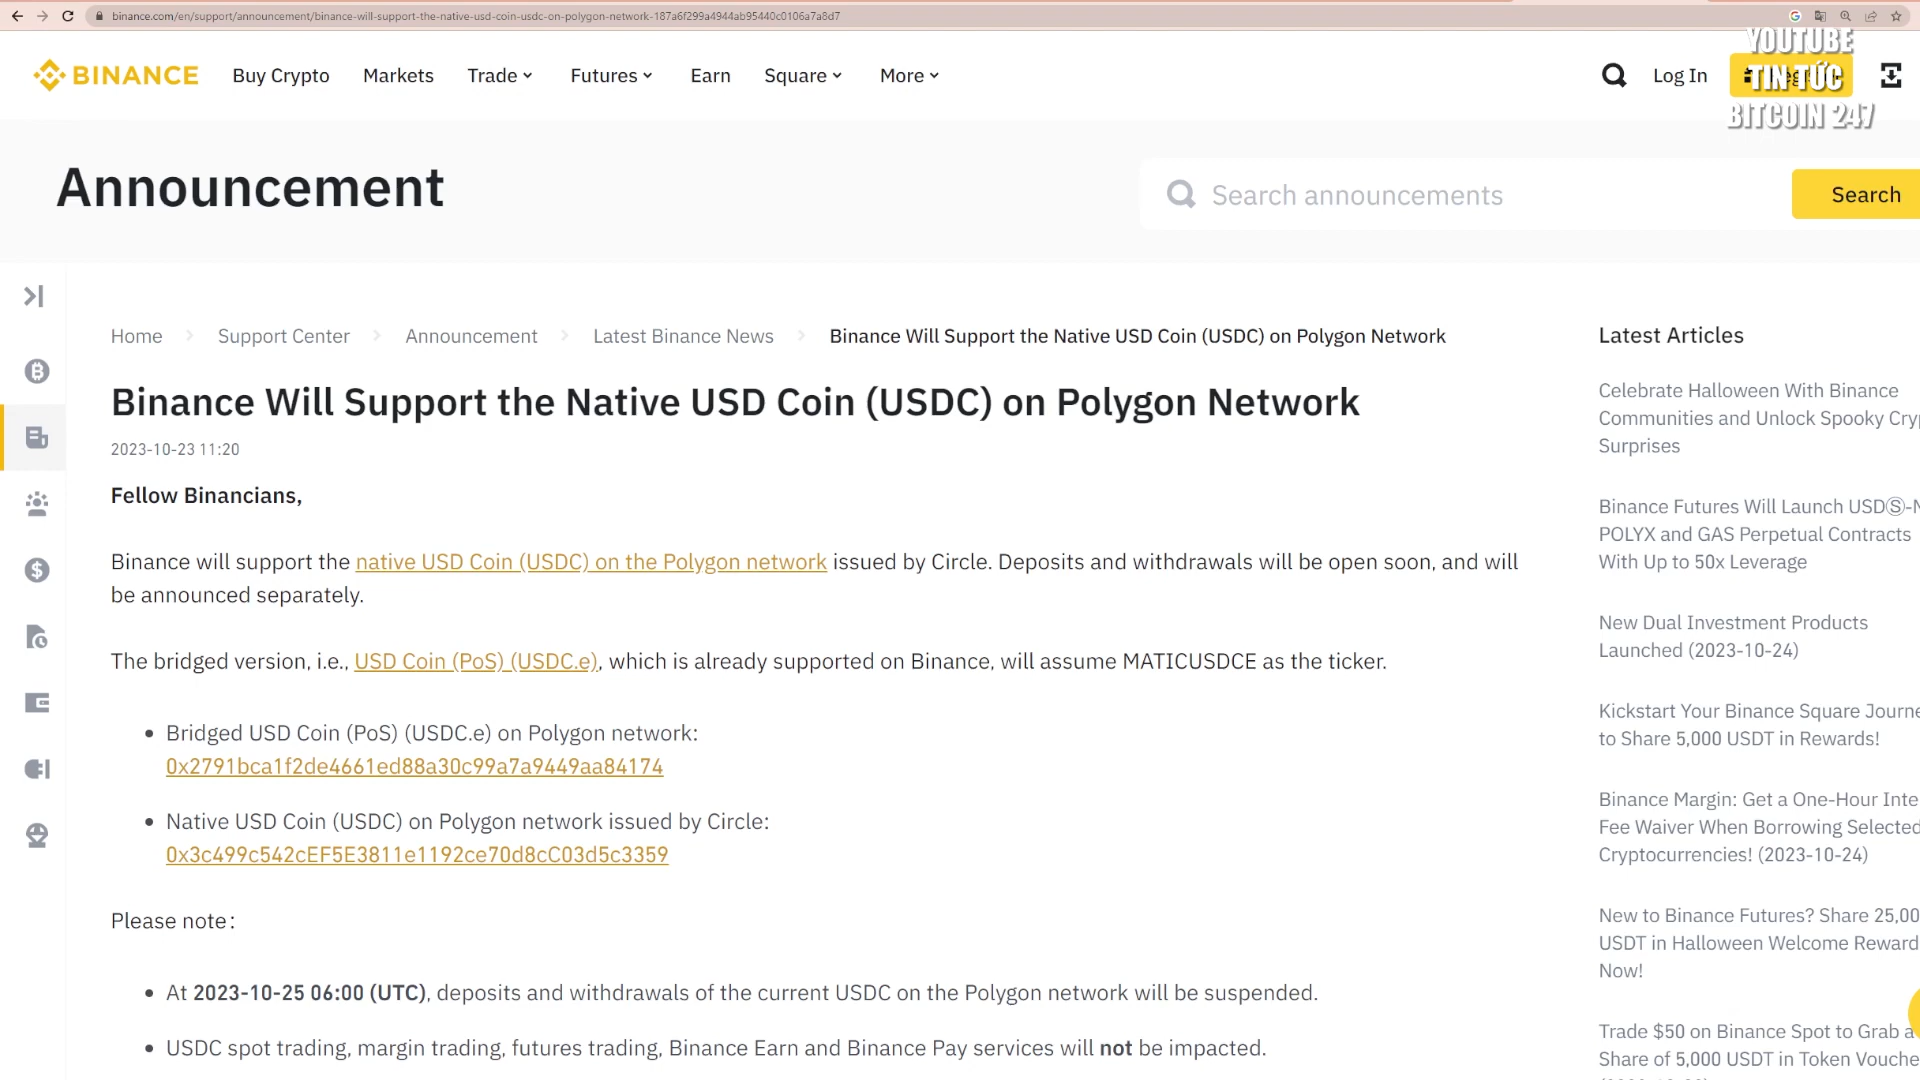 binance.com/en/support/announcement/binance-will-support-the-native-usd-coin-usdc-on-polygon-network-187a6f299a4944ab95440c0106a7a8d7
BINANCE
Buy Crypto
Markets
Trade
Futures
Earn
Square
More
Log In
YOUTUBE
TIN TỨC
BITCOIN 247
Announcement
Search announcements
Search
Home
Support Center
Announcement
Latest Binance News
Binance Will Support the Native USD Coin (USDC) on Polygon Network
Binance Will Support the Native USD Coin (USDC) on Polygon Network
2023-10-23 11:20
Fellow Binancians,
Binance will support the native USD Coin (USDC) on the Polygon network issued by Circle. Deposits and withdrawals will be open soon, and will
be announced separately.
The bridged version, i.e., USD Coin (PoS) (USDC.e), which is already supported on Binance, will assume MATICUSDCE as the ticker.
Bridged USD Coin (PoS) (USDC.e) on Polygon network:
0x2791bca1f2de4661ed88a30c99a7a9449aa84174
Native USD Coin (USDC) on Polygon network issued by Circle:
0x3c499c542cEF5E3811e1192ce70d8cC03d5c3359
Please note:
At 2023-10-25 06:00 (UTC), deposits and withdrawals of the current USDC on the Polygon network will be suspended.
USDC spot trading, margin trading, futures trading, Binance Earn and Binance Pay services will not be impacted.
Latest Articles
Celebrate Halloween With Binance
Communities and Unlock Spooky Cry
Surprises
Binance Futures Will Launch USDⓈ-
POLYX and GAS Perpetual Contracts
With Up to 50x Leverage
New Dual Investment Products
Launched (2023-10-24)
Kickstart Your Binance Square Journe
to Share 5,000 USDT in Rewards!
Binance Margin: Get a One-Hour Inte
Fee Waiver When Borrowing Selected
Cryptocurrencies! (2023-10-24)
New to Binance Futures? Share 25,00
USDT in Halloween Welcome Reward
Now!
Trade $50 on Binance Spot to Grab a
Share of 5,000 USDT in Token Vouche